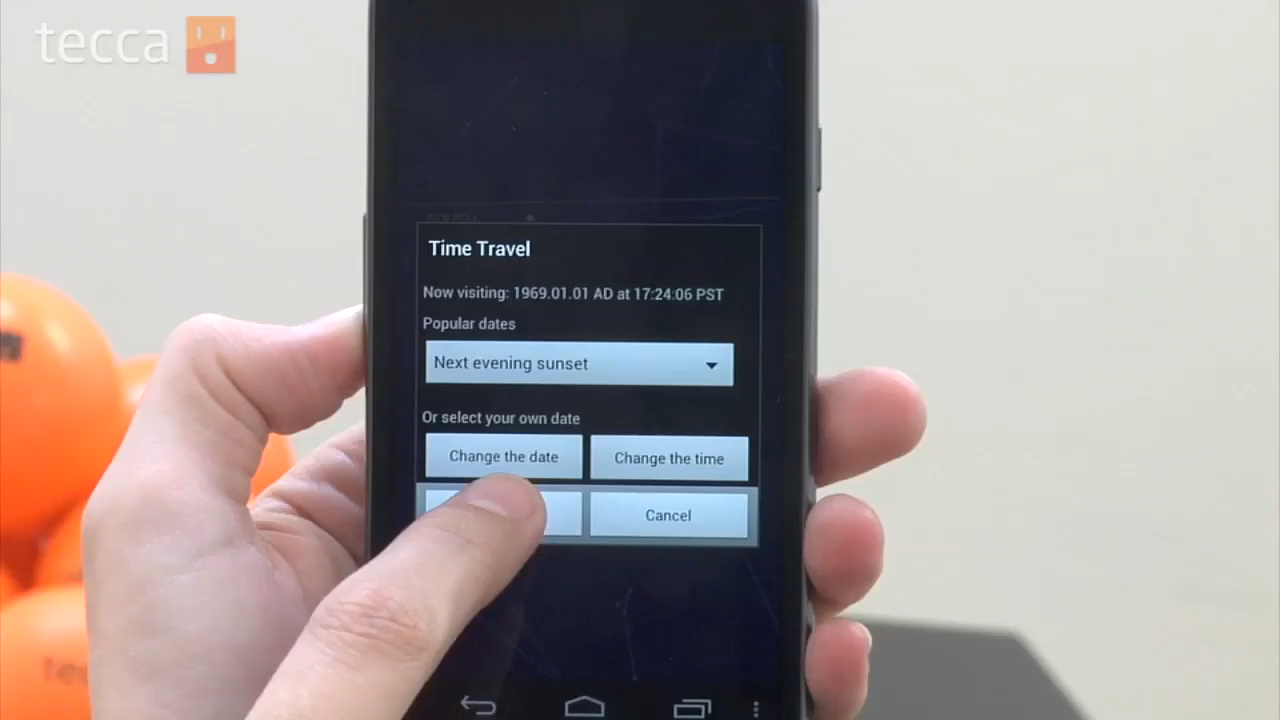 tecca
Time Travel
Now visiting: 1969.01.01 AD at 17:24:06 PST
Popular dates
Next evening sunset
Or select your own date
Change the date
Change the time
Cancel